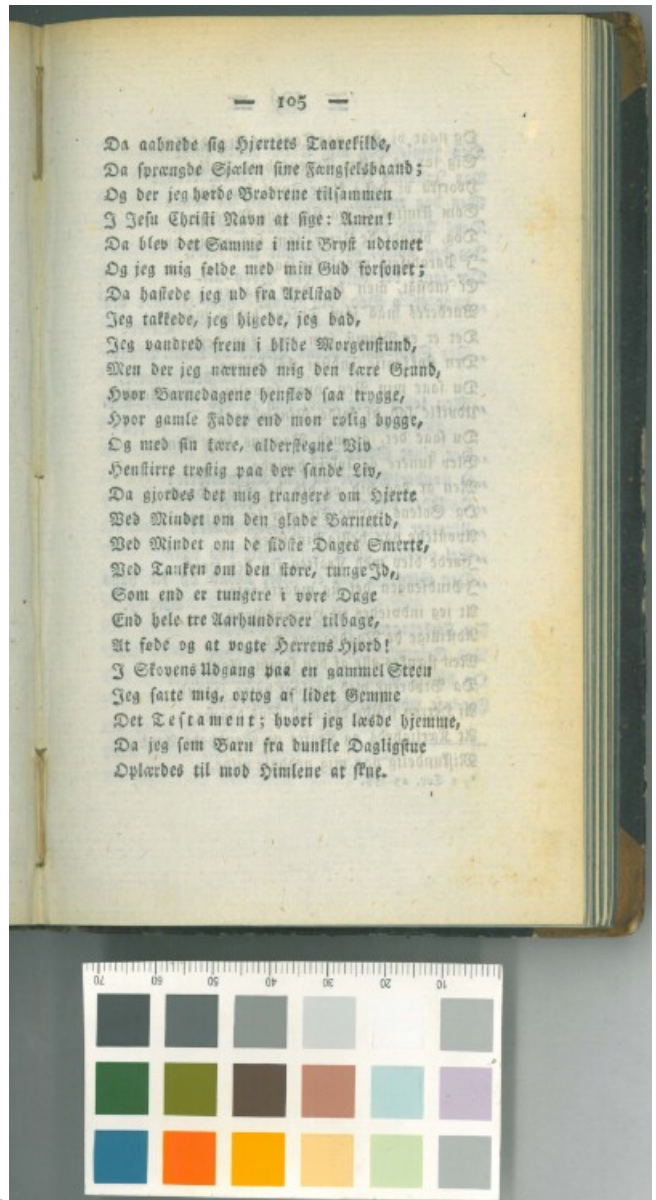 — 105 —
Da aabnede sig Hjertets Taarekilde,
Da sprængde Sjælen sine Fængselsbaand;
Og der jeg hørde Brødrene tilsammen
I Jesu Christi Navn at sige: Amen!
Da blev det Samme i mit Bryst udtonet
Og jeg mig følde med min Gud forsonet;
Da hastede jeg ud fra Axelstad
Jeg takkede, jeg higede, jeg bad,
Jeg vandred frem i blide Morgenstund,
Men der jeg nærmed mig den kære Grund,
Hvor Barnedagene henflød saa trygge,
Hvor gamle Fader end mon rolig bygge,
Og med sin kære, alderstegne Viv
Henstirre trøstig paa der sande Liv,
Da gjordes det mig trangere om Hjerte
Ved Mindet om den glade Barnetid,
Ved Mindet om de sidste Dages Smerte,
Ved Tanken om den store, tunge Id,
Som end er tungere i vore Dage
End hele tre Aarhundreder tilbage,
At føde og at vogte Herrens Hjord!
I Skovens Udgang paa en gammel Steen
Jeg satte mig, optog af lidet Gemme
Det Testament; hvori jeg læsde hjemme,
Da jeg som Barn fra dunkle Dagligstue
Oplærdes til mod Himlene at skue.
70 60 50 40 30 20 10